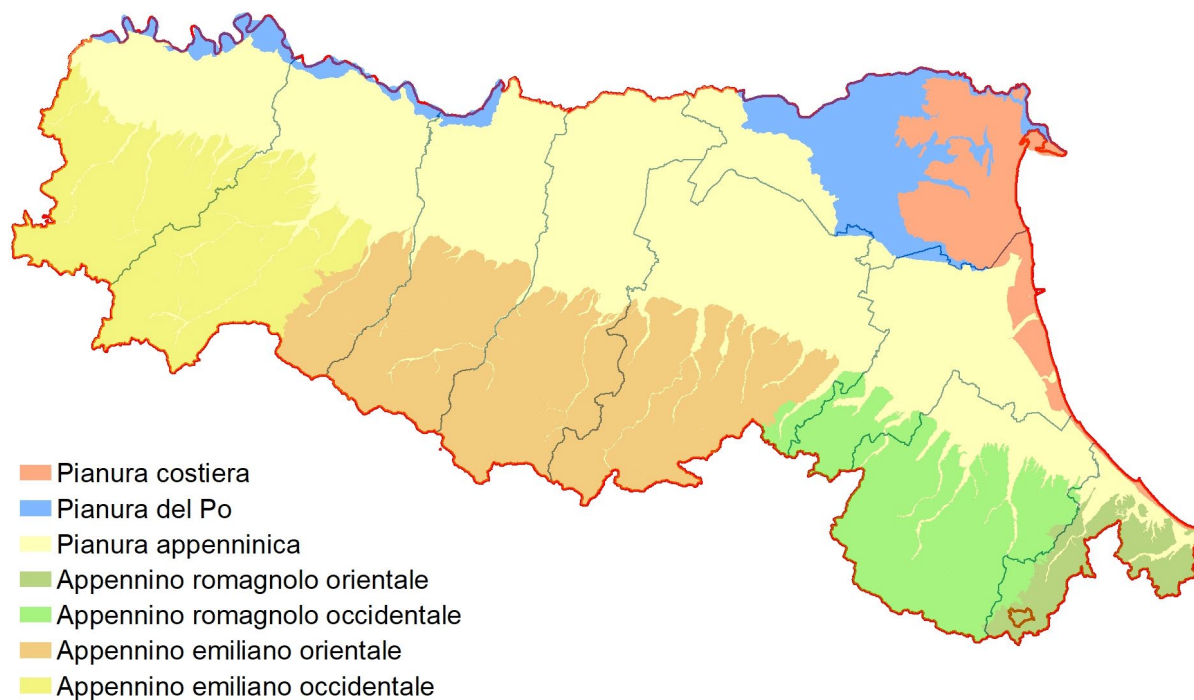 Pianura costiera
Pianura del Po
Pianura appenninica
Appennino romagnolo orientale
Appennino romagnolo occidentale
Appennino emiliano orientale
Appennino emiliano occidentale